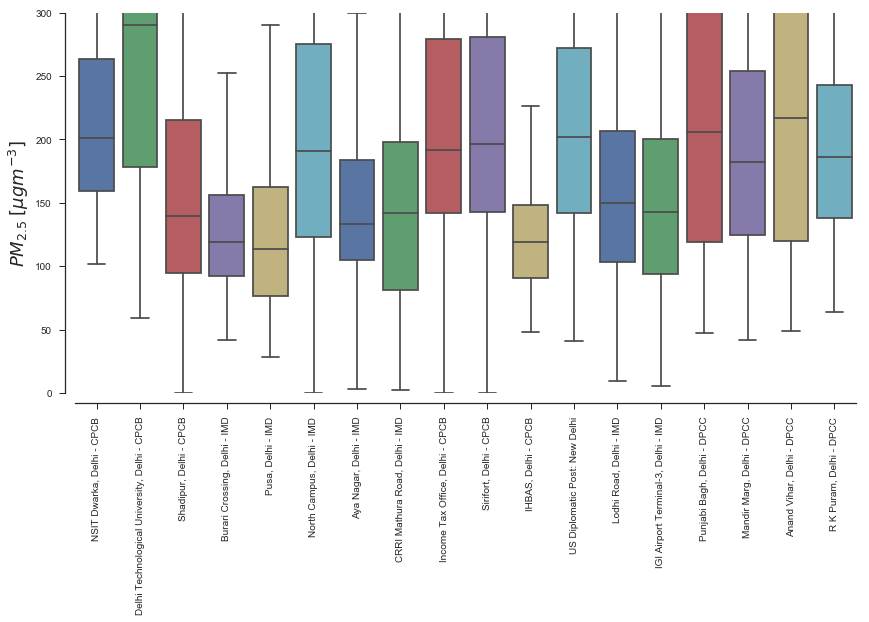 300
250
200
150
100
50
0
PM2.5 [μgm−3]
NSIT Dwarka, Delhi - CPCB
Delhi Technological University, Delhi - CPCB
Shadipur, Delhi - CPCB
Burari Crossing, Delhi - IMD
Pusa, Delhi - IMD
North Campus, Delhi - IMD
Aya Nagar, Delhi - IMD
CRRI Mathura Road, Delhi - IMD
Income Tax Office, Delhi - CPCB
Sirifort, Delhi - CPCB
IHBAS, Delhi - CPCB
US Diplomatic Post: New Delhi
Lodhi Road, Delhi - IMD
IGI Airport Terminal-3, Delhi - IMD
Punjabi Bagh, Delhi - DPCC
Mandir Marg, Delhi - DPCC
Anand Vihar, Delhi - DPCC
R K Puram, Delhi - DPCC